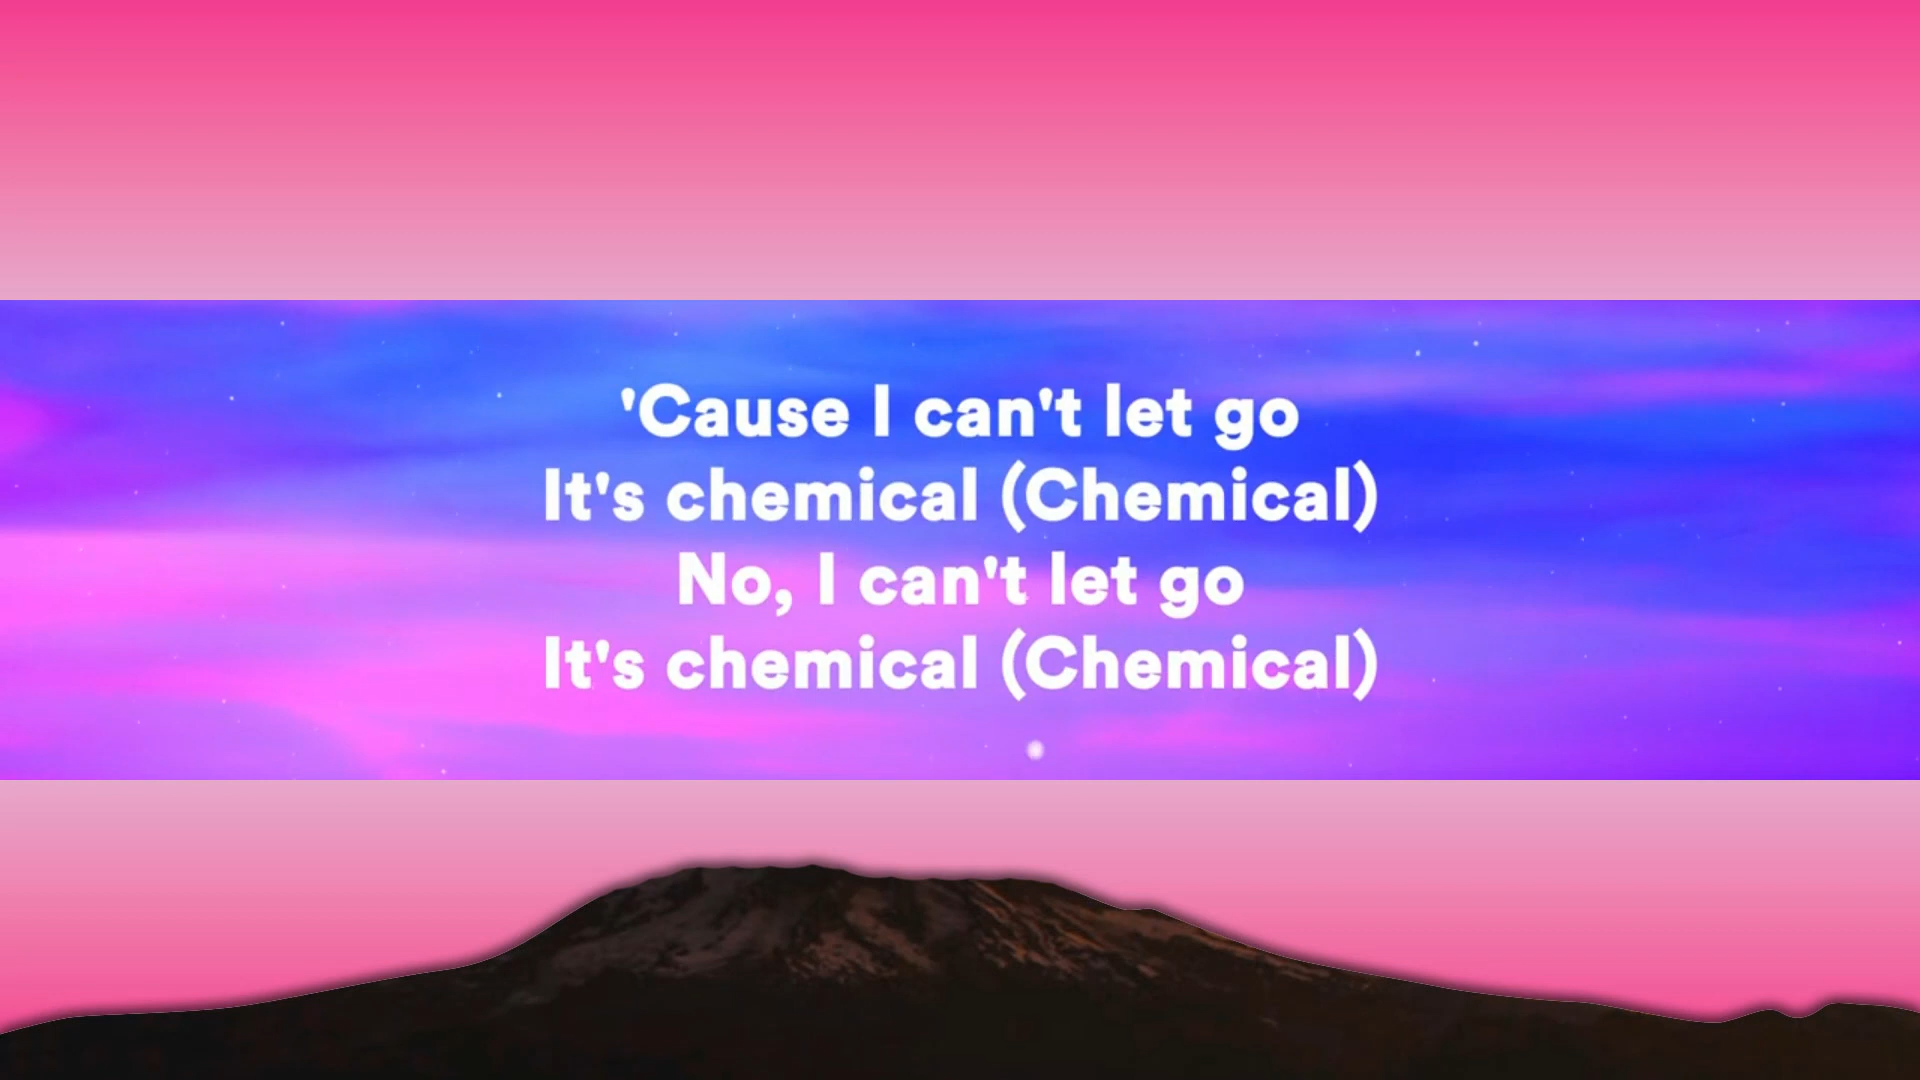 'Cause I can't let go
It's chemical (Chemical)
No, I can't let go
It's chemical (Chemical)